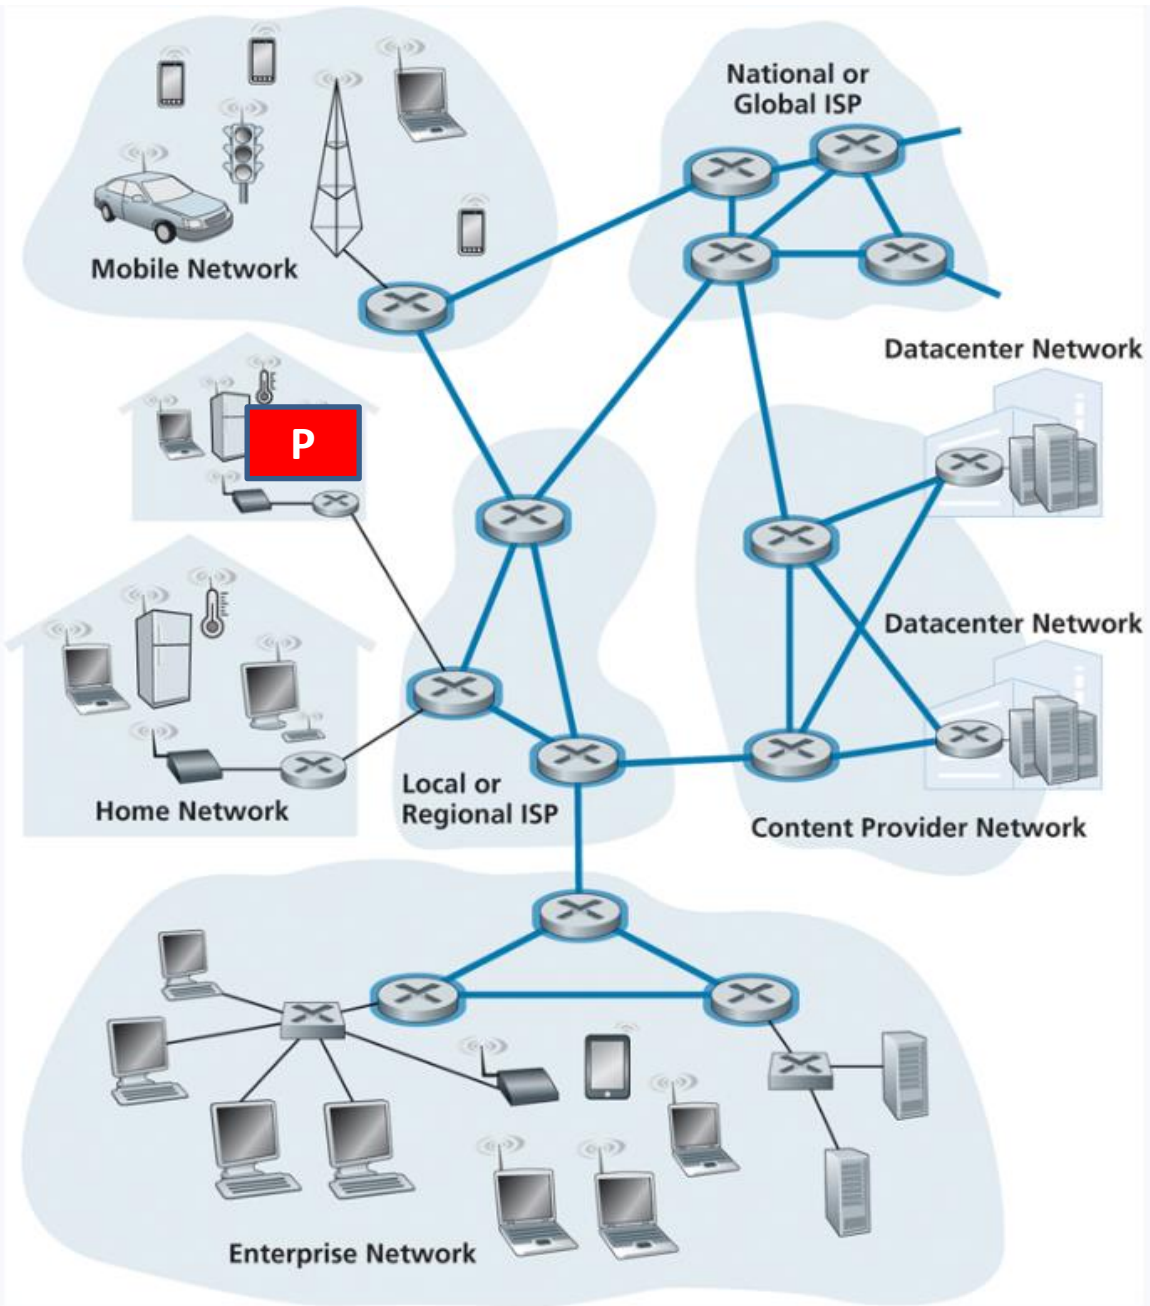 National or
Global ISP
Mobile Network
Datacenter Network
P
Datacenter Network
Local or
Regional ISP
Home Network
Content Provider Network
Enterprise Network